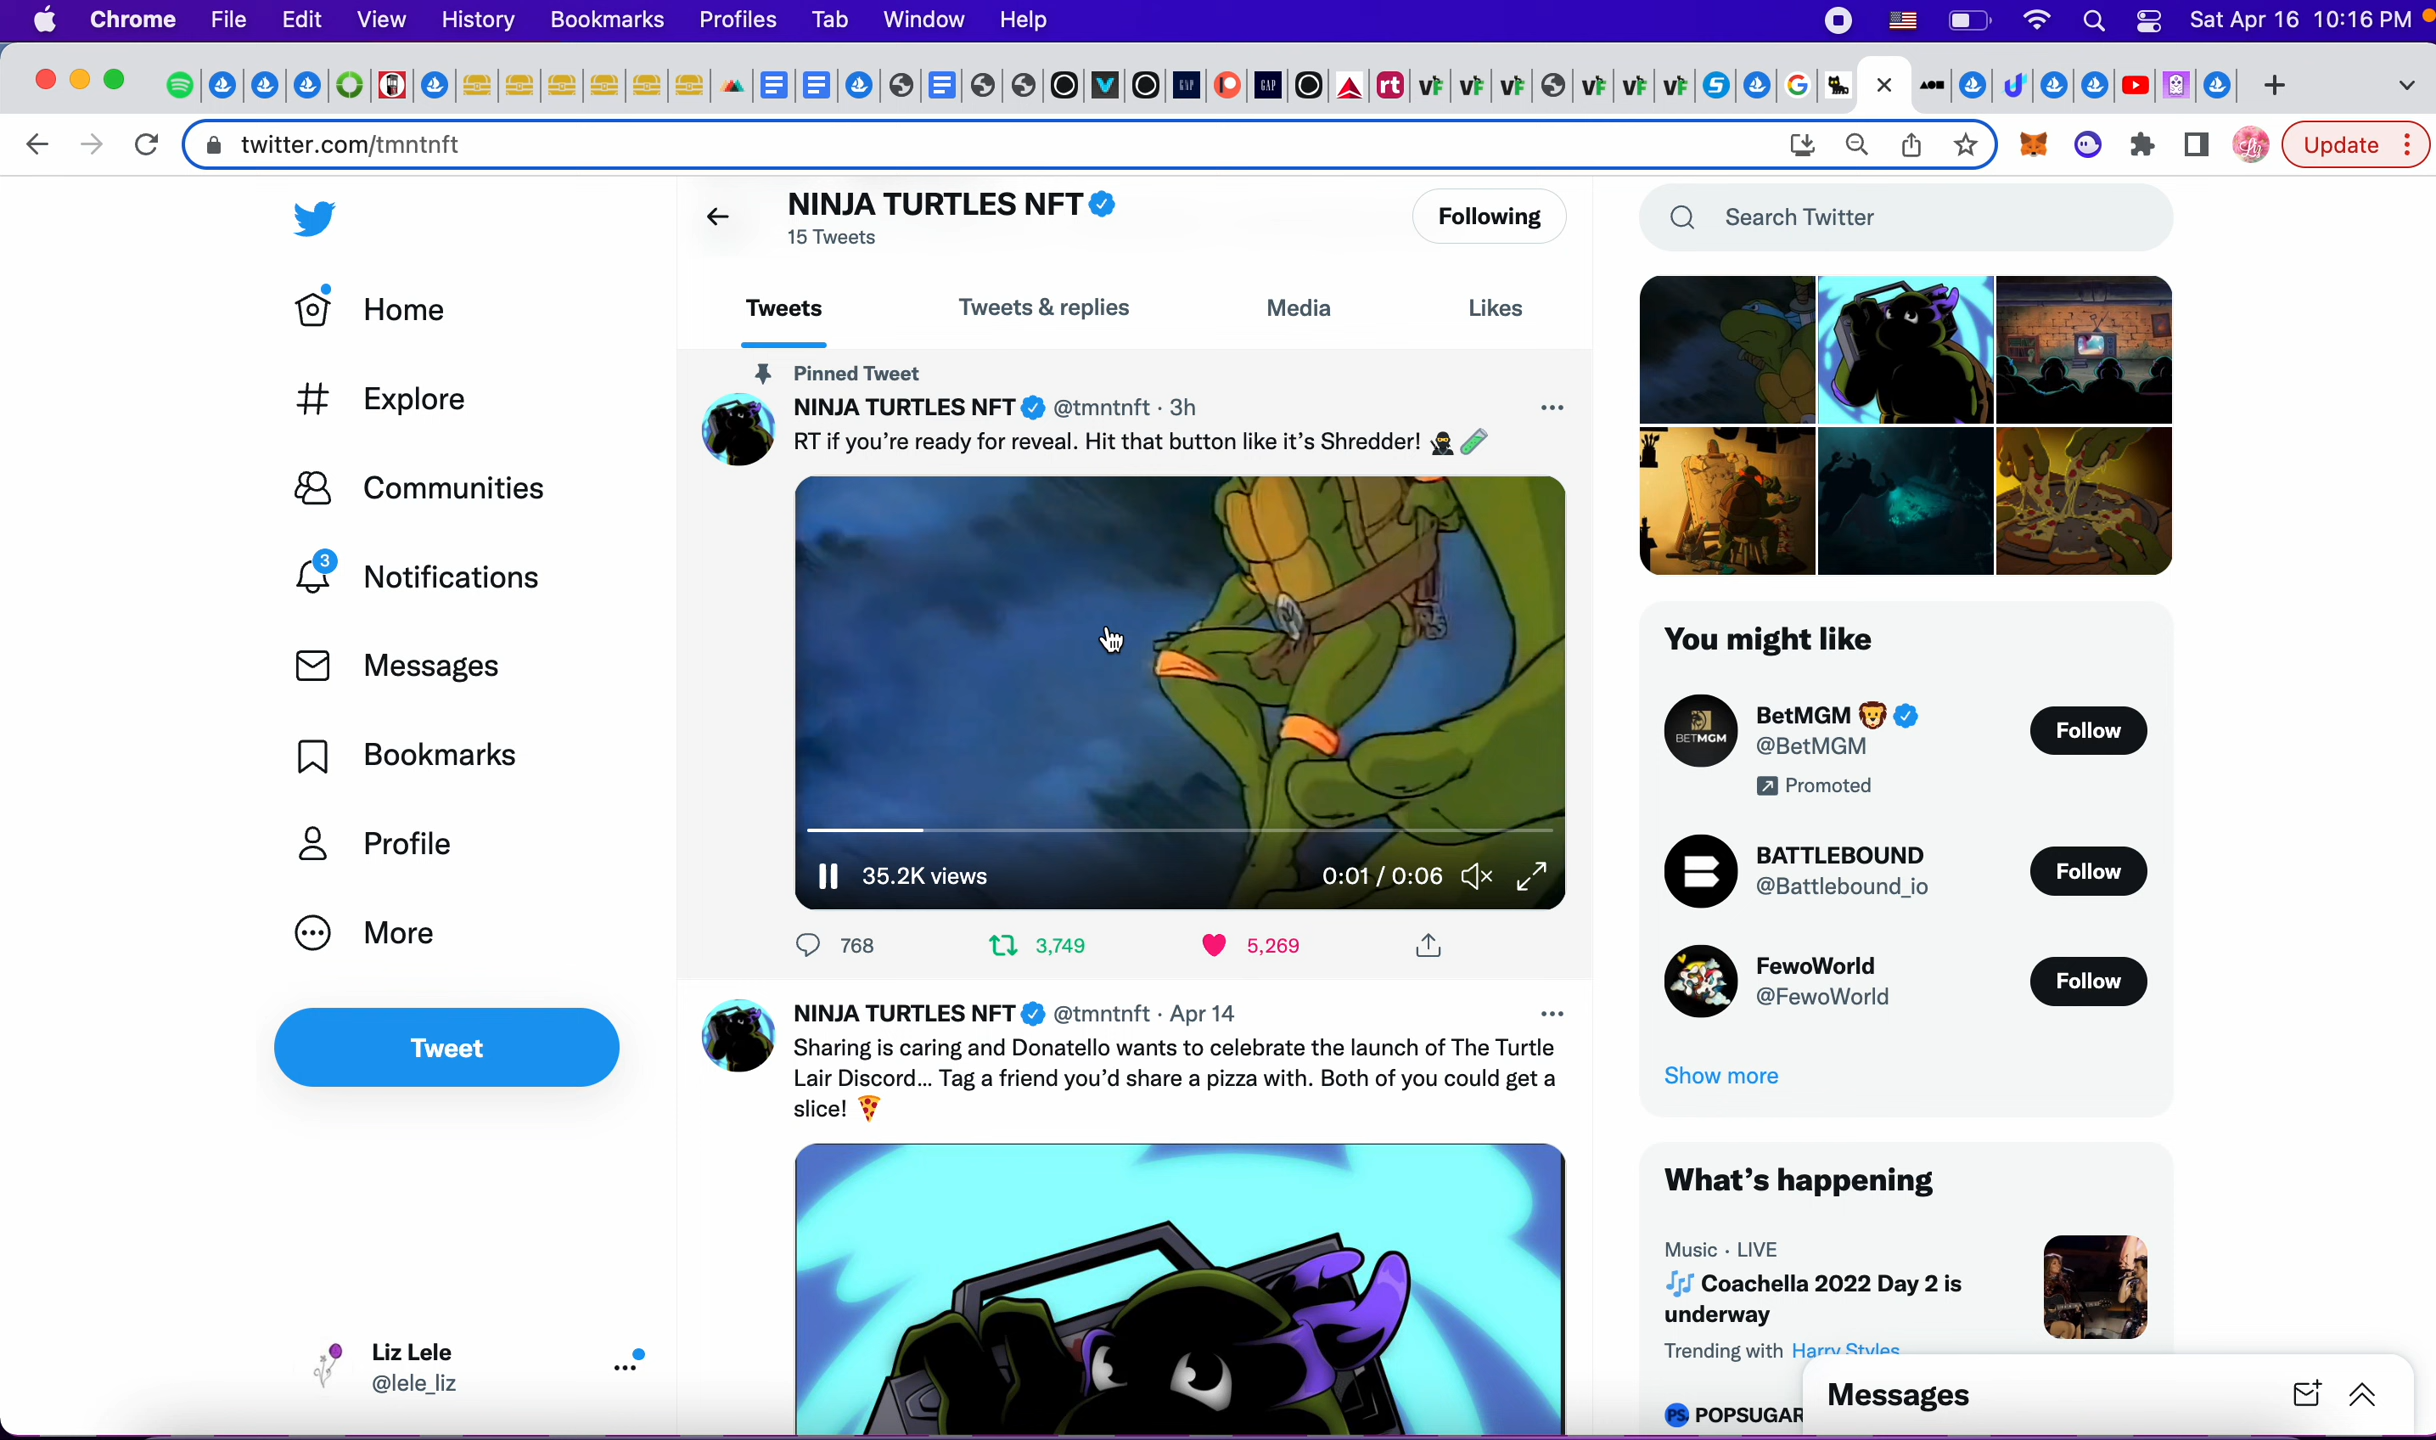 Chrome File Edit View History Bookmarks Profiles Tab Window Help Sat Apr 16 10:16 PM
twitter.com/tmntnft Update
NINJA TURTLES NFT
15 Tweets
Following
Search Twitter
Home
Explore
Communities
Notifications
3
Messages
Bookmarks
Profile
More
Tweet
Liz Lele
@lele_liz
Tweets Tweets & replies Media Likes
Pinned Tweet
NINJA TURTLES NFT @tmntnft · 3h
RT if you're ready for reveal. Hit that button like it's Shredder! 🥷🧪
35.2K views 0:01 / 0:06
768 3,749 5,269
NINJA TURTLES NFT @tmntnft · Apr 14
Sharing is caring and Donatello wants to celebrate the launch of The Turtle
Lair Discord... Tag a friend you'd share a pizza with. Both of you could get a
slice! 🍕
You might like
BETMGM
BetMGM 🦁
@BetMGM
Promoted
Follow
BATTLEBOUND
@Battlebound_io
Follow
FewoWorld
@FewoWorld
Follow
Show more
What's happening
Music · LIVE
🎶 Coachella 2022 Day 2 is
underway
Trending with Harry Styles
PS POPSUGAR
Messages